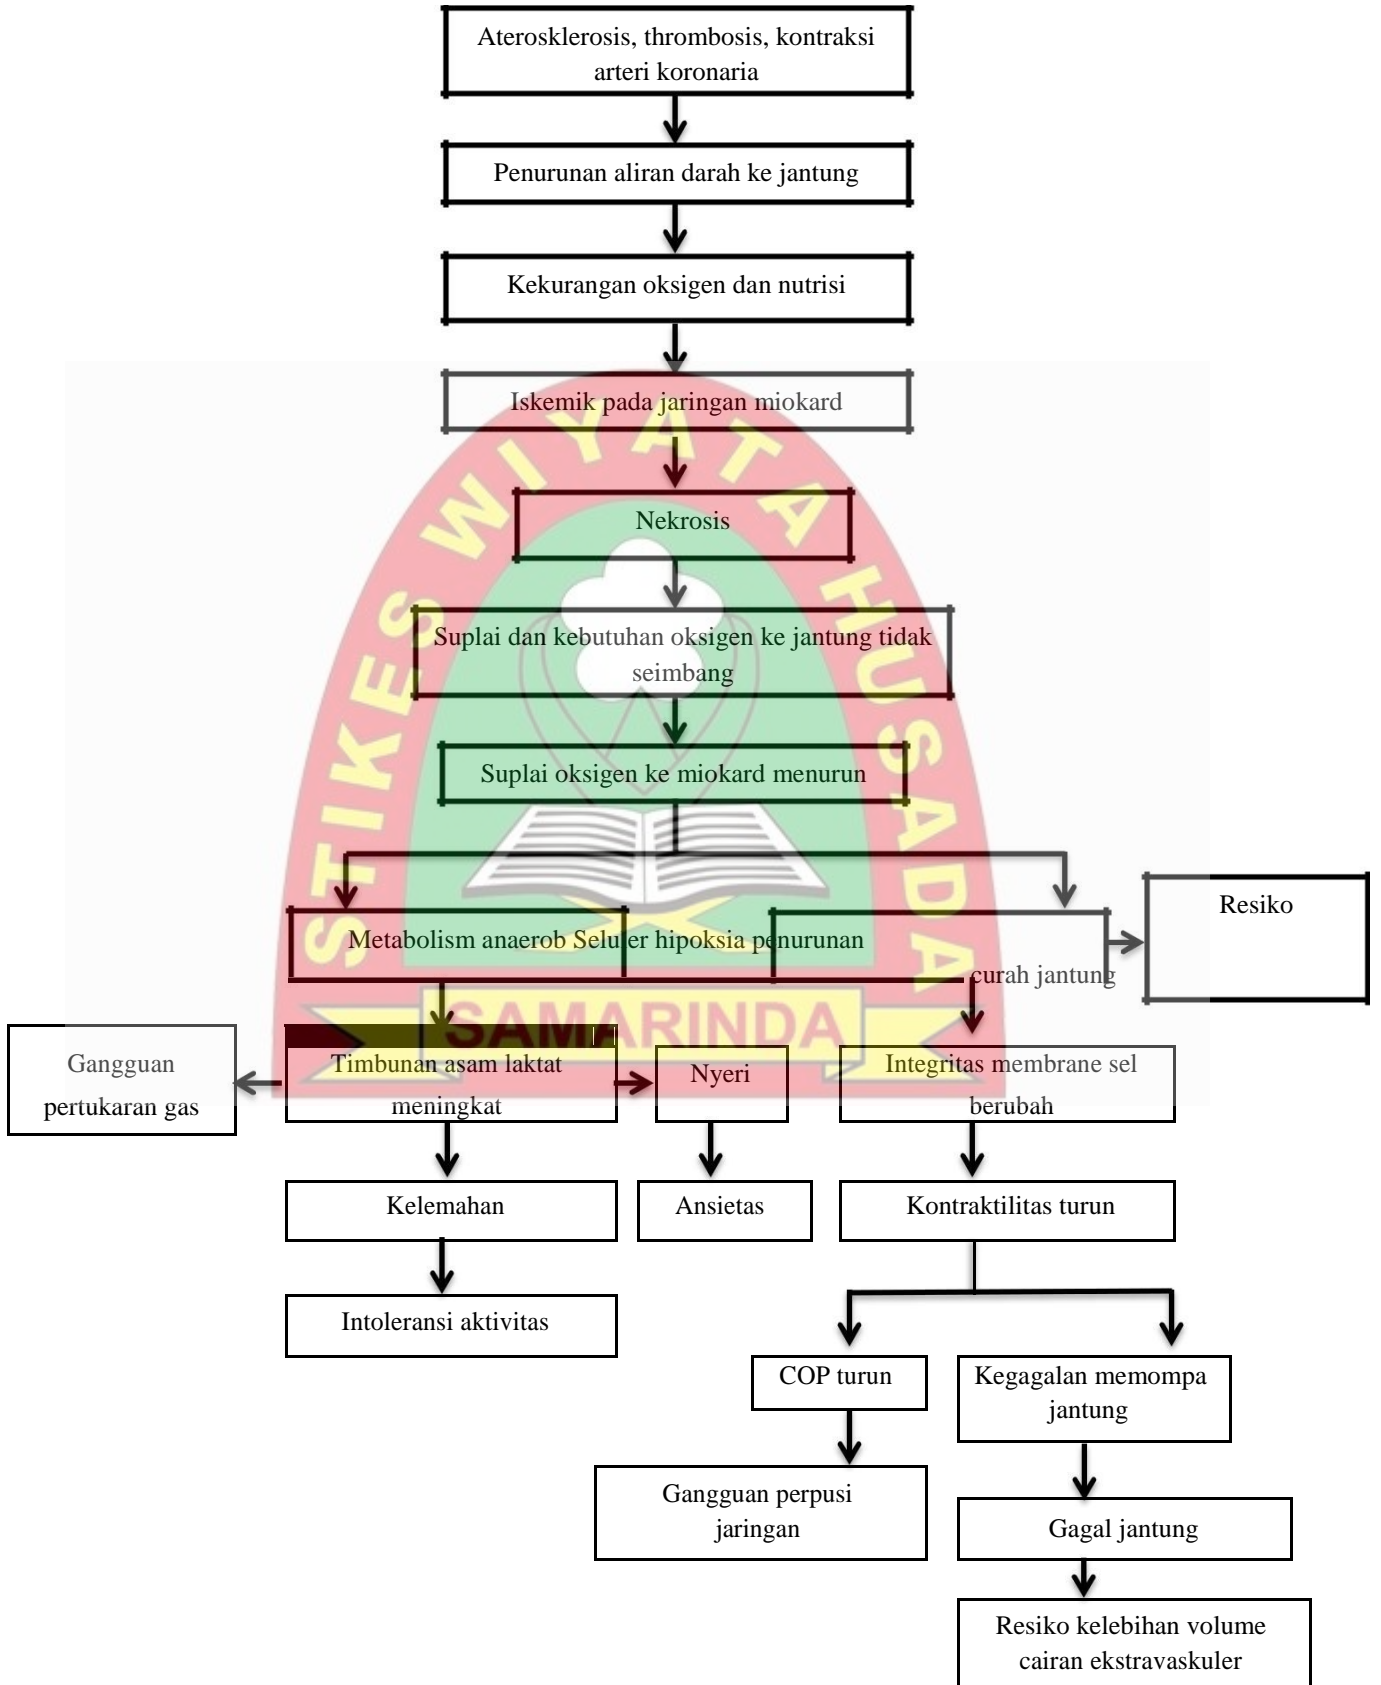 Aterosklerosis, thrombosis, kontraksi
arteri koronaria
Penurunan aliran darah ke jantung
Kekurangan oksigen dan nutrisi
Iskemik pada jaringan miokard
Nekrosis
Suplai dan kebutuhan oksigen ke jantung tidak
seimbang
Suplai oksigen ke miokard menurun
Resiko
Metabolism anaerob Seluler hipoksia penurunan
curah jantung
Gangguan
pertukaran gas
Timbunan asam laktat
meningkat
Nyeri
Integritas membrane sel
berubah
Kelemahan
Ansietas
Kontraktilitas turun
Intoleransi aktivitas
COP turun
Kegagalan memompa
jantung
Gangguan perpusi
jaringan
Gagal jantung
Resiko kelebihan volume
cairan ekstravaskuler
STIKES WIYATA HUSADA
SAMARINDA